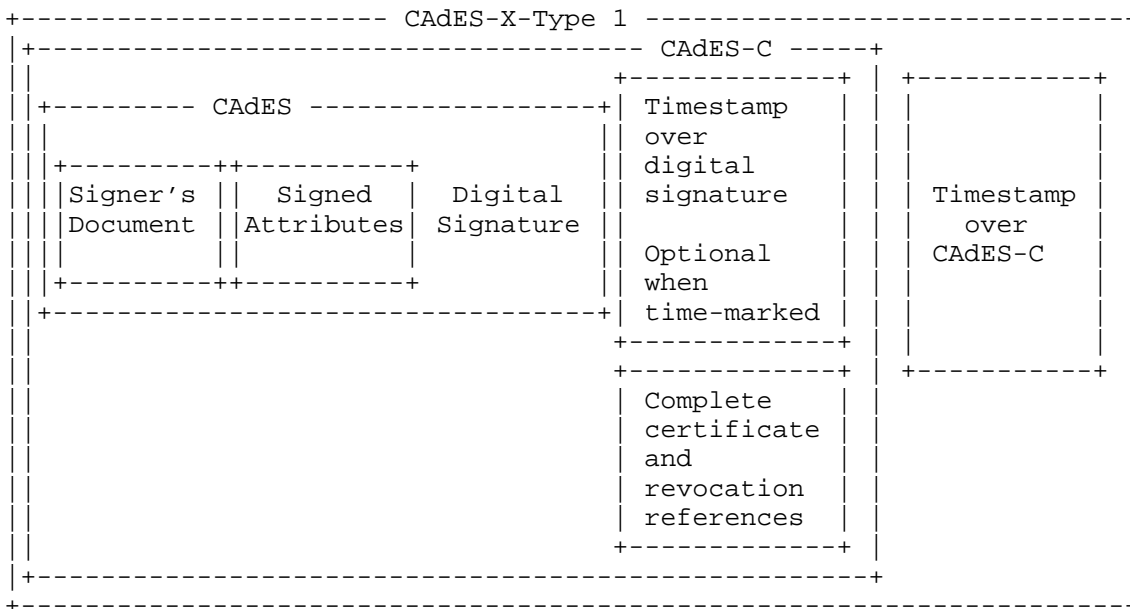 CAdES-X-Type 1
CAdES-C
CAdES
Signer's
Document
Signed
Attributes
Digital
Signature
Timestamp
over
digital
signature
Optional
when
time-marked
Complete
certificate
and
revocation
references
Timestamp
over
CAdES-C